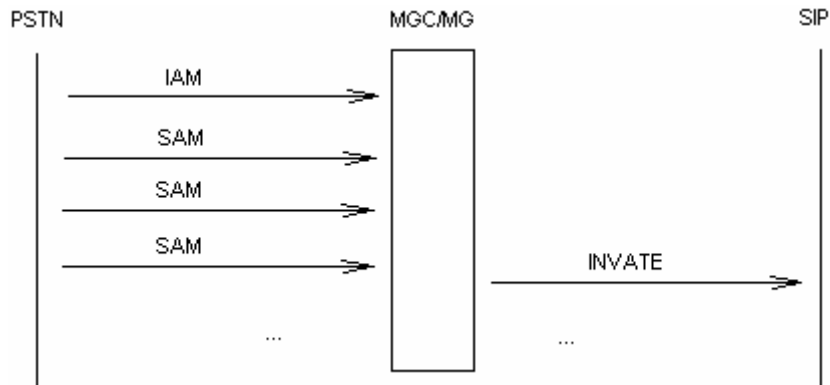 PSTN MGC/MG SIP
IAM
SAM
SAM
SAM
INVATE
... ...